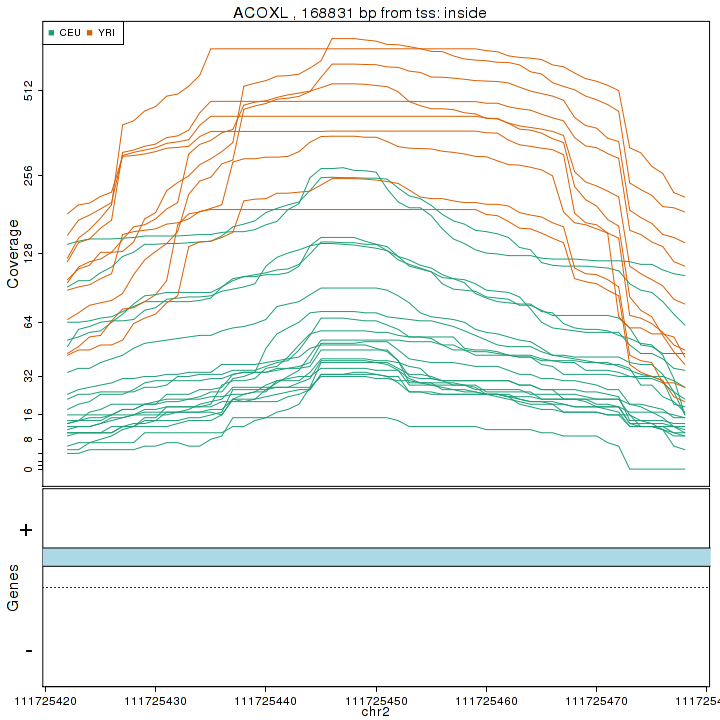 ACOXL , 168831 bp from tss: inside
CEU YRI
Coverage
512
256
128
64
32
16
8
0
+
Genes
-
111725420 111725430 111725440 111725450 111725460 111725470 1117254
chr2